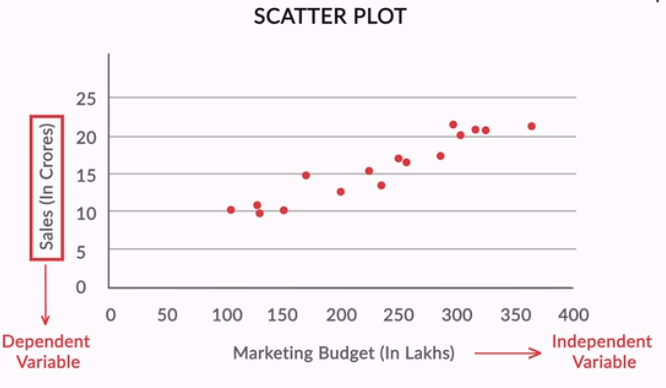 SCATTER PLOT
25
20
15
10
5
0
Sales (In Crores)
0 50 100 150 200 250 300 350 400
Dependent
Variable
Marketing Budget (In Lakhs)
Independent
Variable